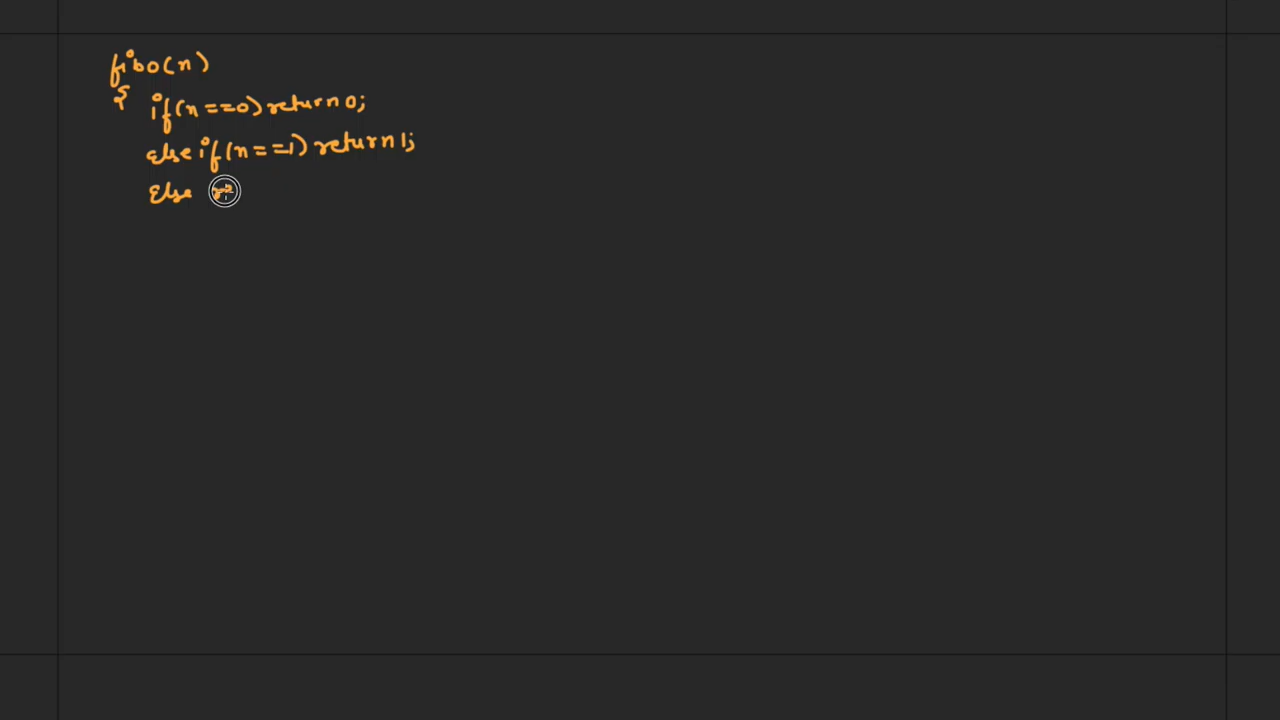 fibo(n)
{ if(n==0) return 0;
else if(n==1) return 1;
Else